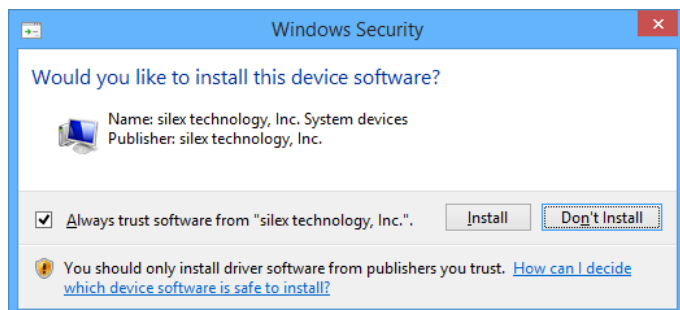 Windows Security
Would you like to install this device software?
Name: silex technology, Inc. System devices
Publisher: silex technology, Inc.
Always trust software from "silex technology, Inc.".
Install
Don't Install
You should only install driver software from publishers you trust. How can I decide
which device software is safe to install?